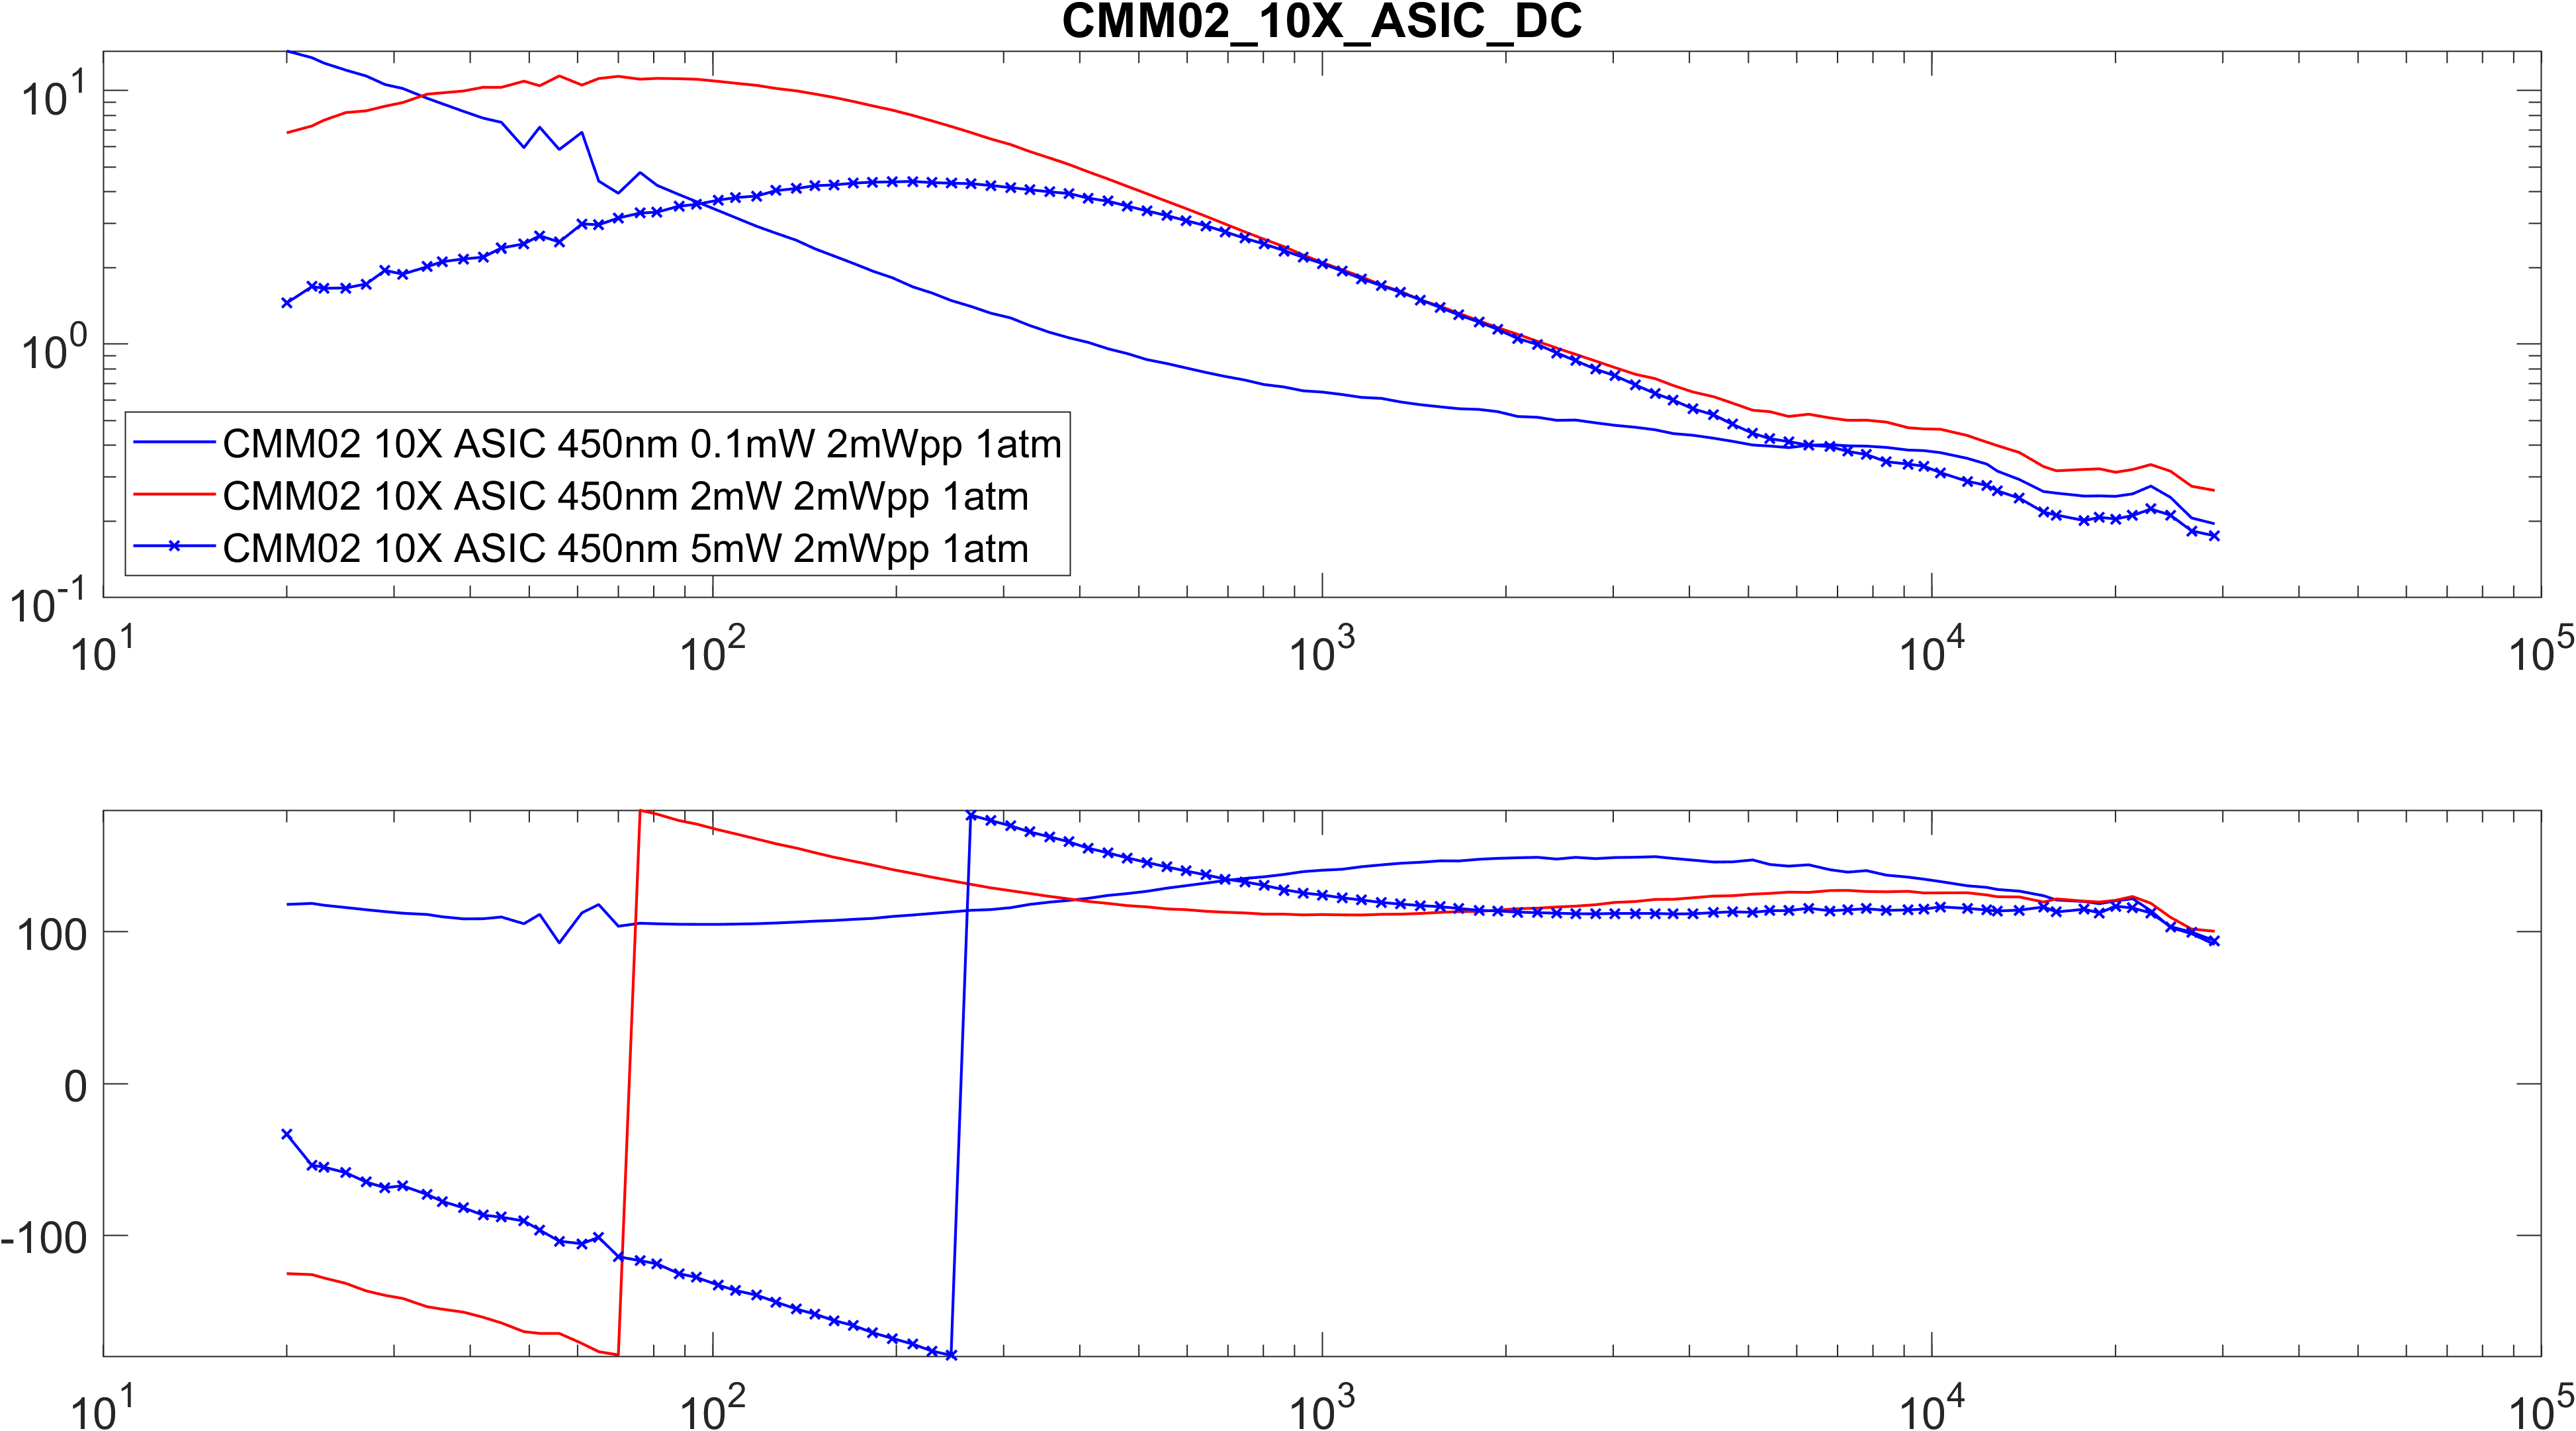 CMM02_10X_ASIC_DC
10^1
10^0
10^-1
CMM02 10X ASIC 450nm 0.1mW 2mWpp 1atm
CMM02 10X ASIC 450nm 2mW 2mWpp 1atm
CMM02 10X ASIC 450nm 5mW 2mWpp 1atm
10^1 10^2 10^3 10^4 10^5
100
0
-100
10^1 10^2 10^3 10^4 10^5